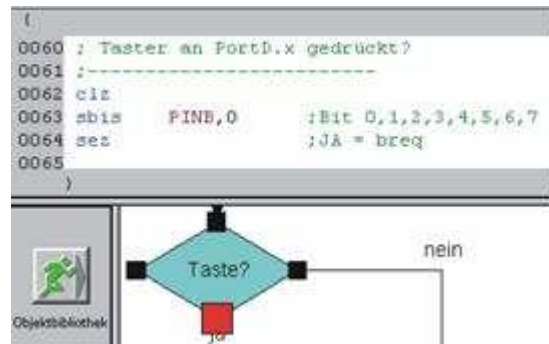 {
0060 ; Taster an PortD.x gedrückt?
0061 ;--------------------------
0062 clz
0063 sbis PINB,0 ;Bit 0,1,2,3,4,5,6,7
0064 sez ;JA = breq
0065
}
nein
Taste?
Objektbibliothek
ja